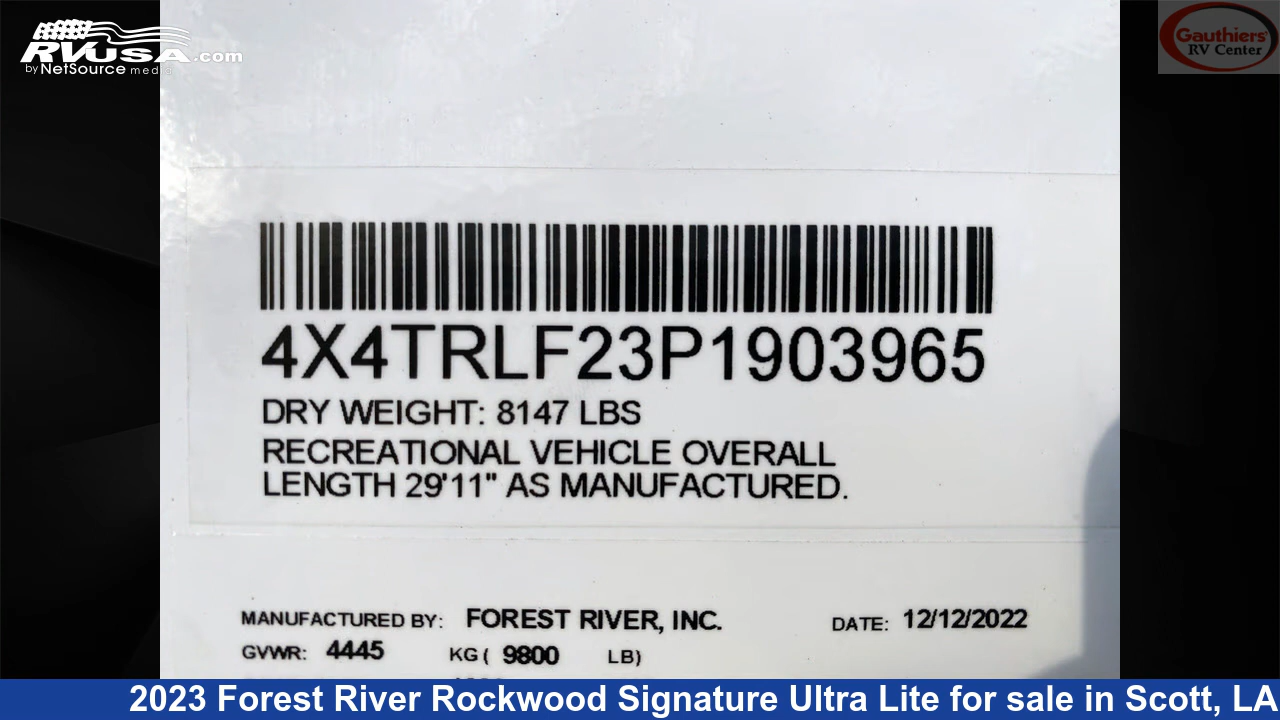 RVUSA.com
by NetSource media
Gauthiers'
RV Center
4X4TRLF23P1903965
DRY WEIGHT: 8147 LBS
RECREATIONAL VEHICLE OVERALL
LENGTH 29'11" AS MANUFACTURED.
MANUFACTURED BY: FOREST RIVER, INC. DATE: 12/12/2022
GVWR: 4445 KG ( 9800 LB)
2023 Forest River Rockwood Signature Ultra Lite for sale in Scott, LA